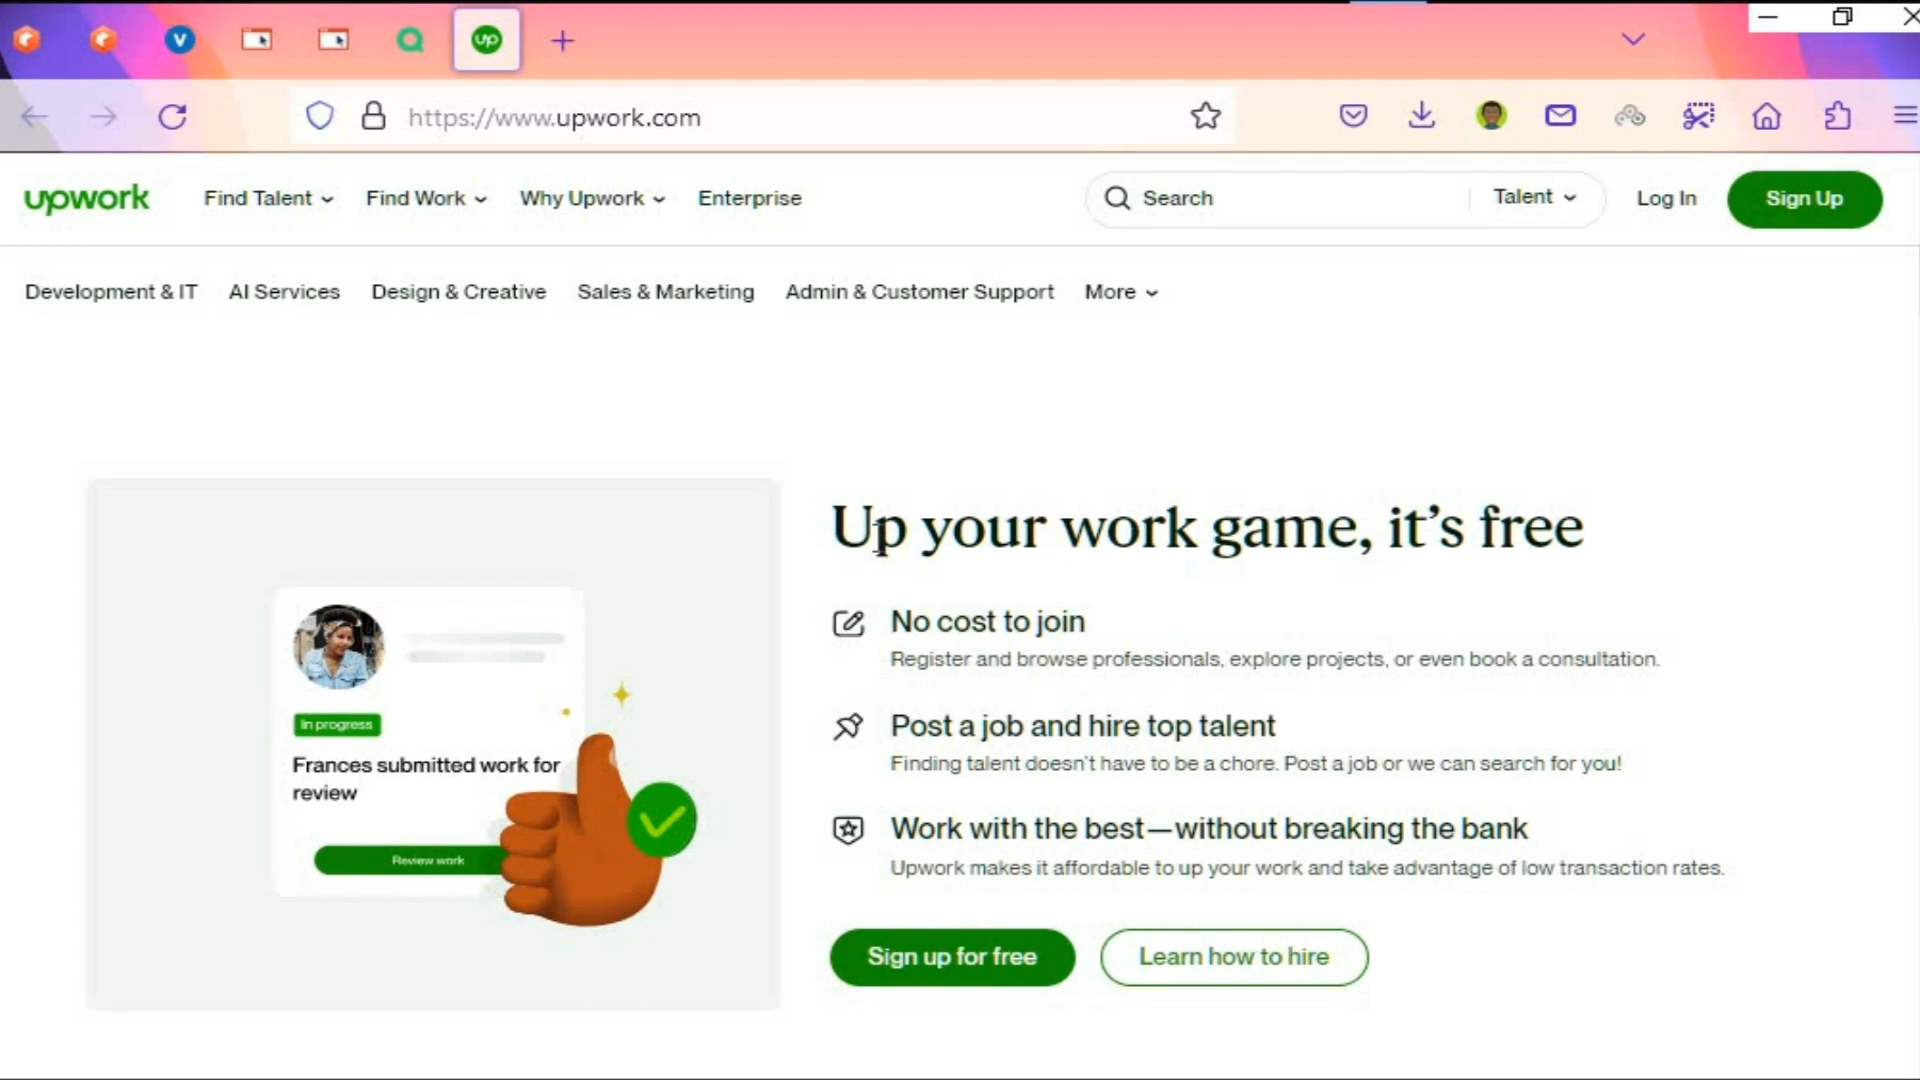 V
up
https://www.upwork.com
upwork Find Talent Find Work Why Upwork Enterprise Search Talent Log In Sign Up
Development & IT AI Services Design & Creative Sales & Marketing Admin & Customer Support More
Up your work game, it's free
No cost to join
Register and browse professionals, explore projects, or even book a consultation.
Post a job and hire top talent
Finding talent doesn't have to be a chore. Post a job or we can search for you!
Work with the best—without breaking the bank
Upwork makes it affordable to up your work and take advantage of low transaction rates.
Sign up for free Learn how to hire
In progress
Frances submitted work for
review
Review work